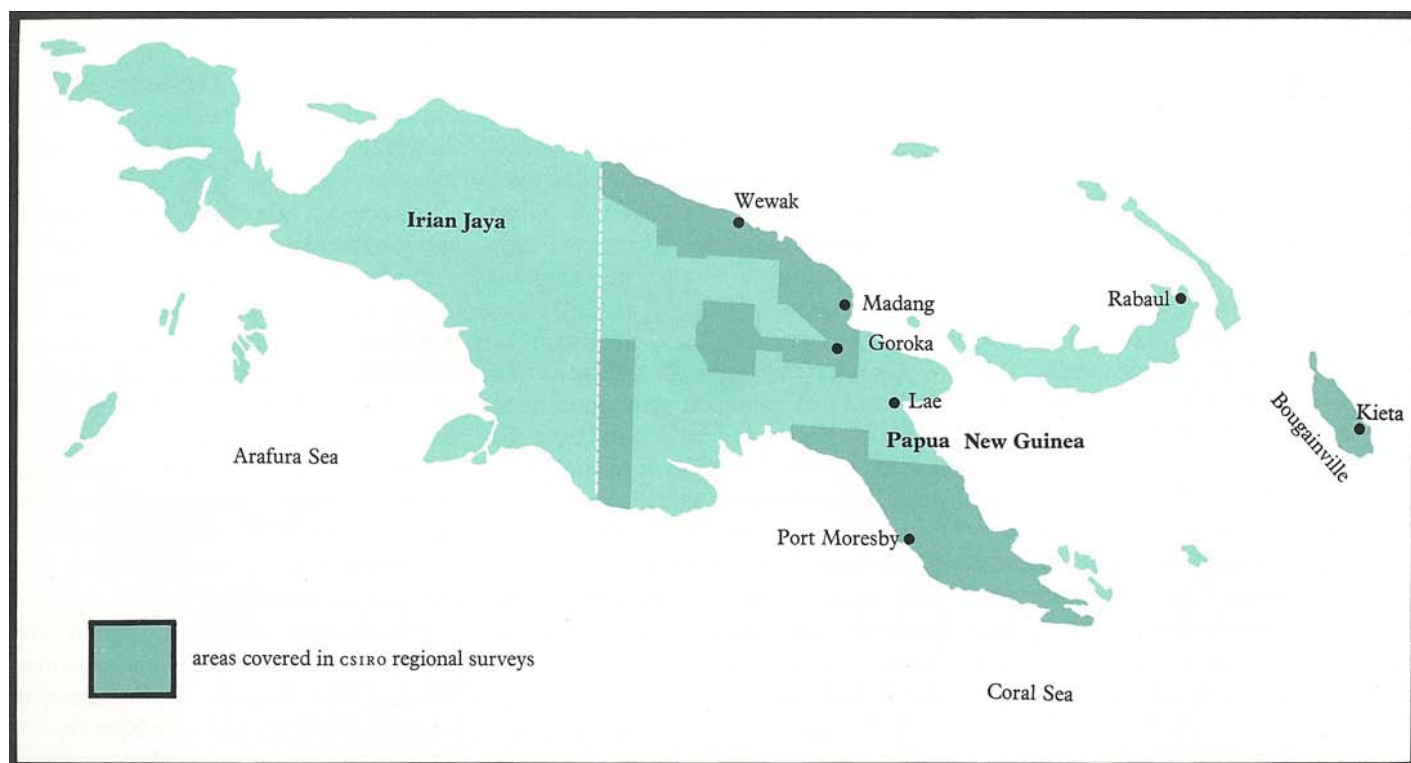 Wewak
Irian Jaya
Rabaul
Madang
Goroka
Kieta
Lae
Bougainville
Papua New Guinea
Arafura Sea
Port Moresby
areas covered in CSIRO regional surveys
Coral Sea